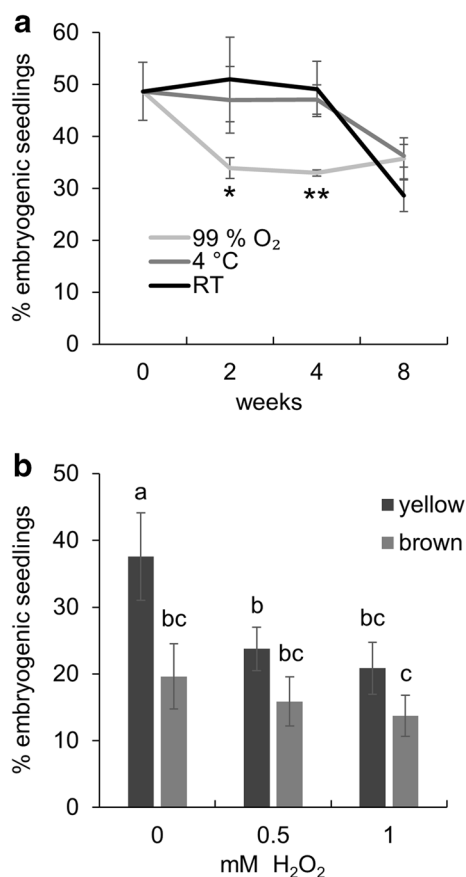 a
% embryogenic seedlings
60
50
40
30
20
10
0
*
**
99 % O₂
4 °C
RT
0 2 4 8
weeks
b
% embryogenic seedlings
50
40
30
20
10
0
a
bc
b
bc
bc
c
yellow
brown
0 0.5 1
mM H₂O₂